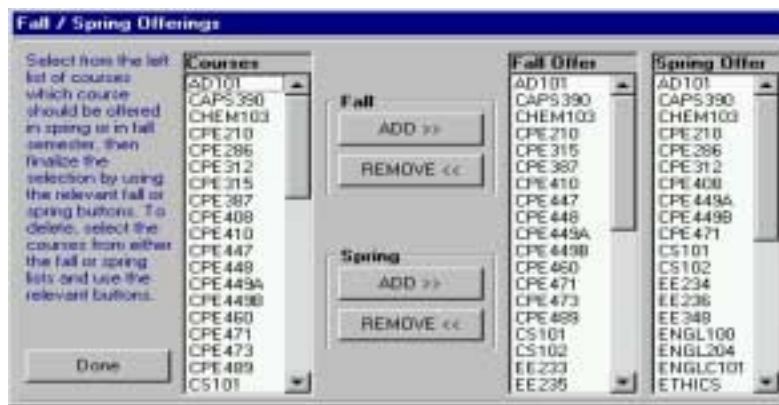 Fall / Spring Offerings
Select from the left
list of courses
which course
should be offered
in spring or in fall
semester, then
finalize the
selection by using
the relevant fall or
spring buttons. To
delete, select the
courses from either
the fall or spring
lists and use the
relevant buttons.
Done
Courses
AD101
CAPS390
CHEM103
CPE210
CPE286
CPE312
CPE315
CPE387
CPE408
CPE410
CPE447
CPE448
CPE449A
CPE449B
CPE460
CPE471
CPE473
CPE489
CS101
Fall
ADD >>
REMOVE <<
Spring
ADD >>
REMOVE <<
Fall Offer
AD101
CAPS390
CHEM103
CPE210
CPE315
CPE387
CPE410
CPE447
CPE448
CPE449A
CPE449B
CPE460
CPE471
CPE473
CPE489
CS101
CS102
EE233
EE235
Spring Offer
AD101
CAPS390
CHEM103
CPE210
CPE286
CPE312
CPE408
CPE449A
CPE449B
CPE471
CS101
CS102
EE234
EE236
EE348
ENGL100
ENGL204
ENGLC101
ETHICS